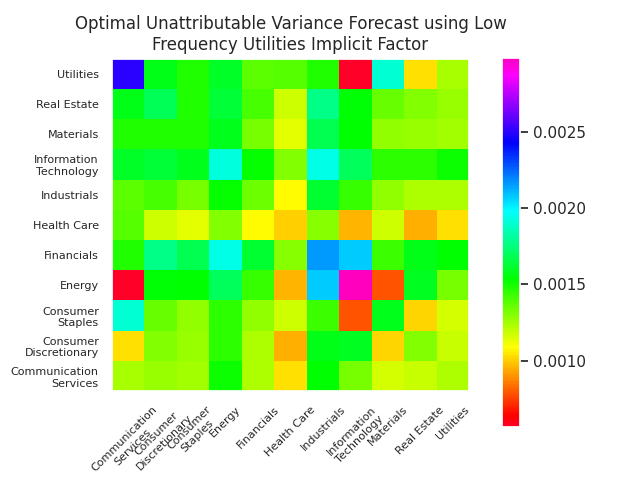 Optimal Unattributable Variance Forecast using Low
Frequency Utilities Implicit Factor
Utilities
Real Estate
Materials
Information
Technology
Industrials
Health Care
Financials
Energy
Consumer
Staples
Consumer
Discretionary
Communication
Services
Communication
Services
Consumer
Discretionary
Consumer
Staples
Energy
Financials
Health Care
Industrials
Information
Technology
Materials
Real Estate
Utilities
0.0025
0.0020
0.0015
0.0010